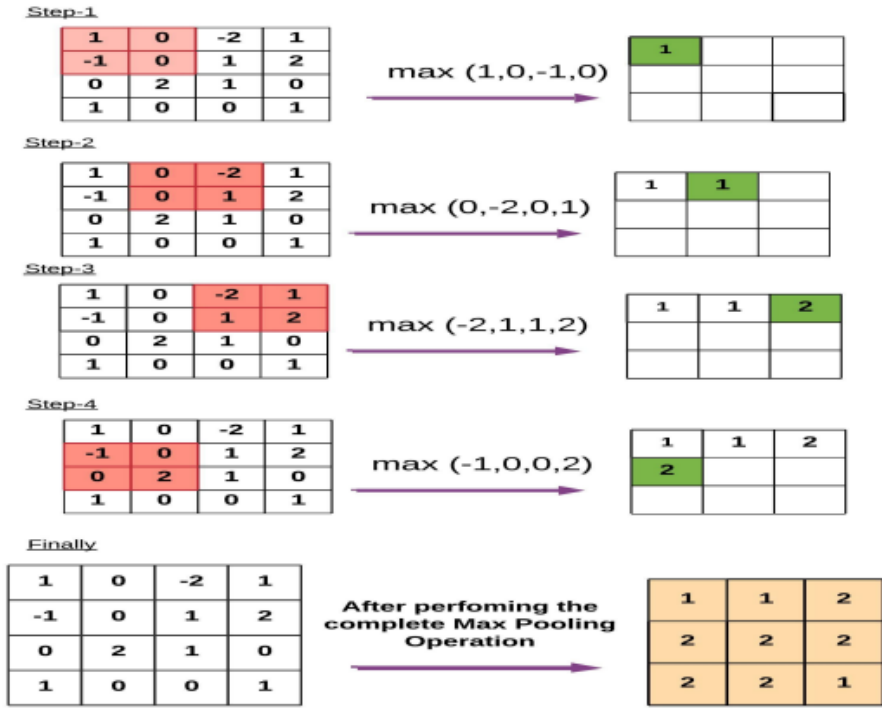 Step-1
1 0 -2 1
-1 0 1 2
0 2 1 0
1 0 0 1
max (1,0,-1,0)
1
Step-2
1 0 -2 1
-1 0 1 2
0 2 1 0
1 0 0 1
max (0,-2,0,1)
1 1
Step-3
1 0 -2 1
-1 0 1 2
0 2 1 0
1 0 0 1
max (-2,1,1,2)
1 1 2
Step-4
1 0 -2 1
-1 0 1 2
0 2 1 0
1 0 0 1
max (-1,0,0,2)
1 1 2
2
Finally
1 0 -2 1
-1 0 1 2
0 2 1 0
1 0 0 1
After perfoming the
complete Max Pooling
Operation
1 1 2
2 2 2
2 2 1